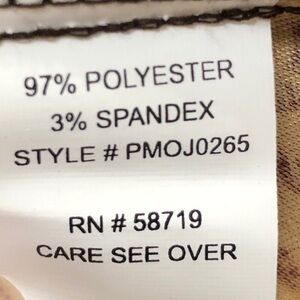 97% POLYESTER
3% SPANDEX
STYLE # PMOJ0265
RN # 58719
CARE SEE OVER